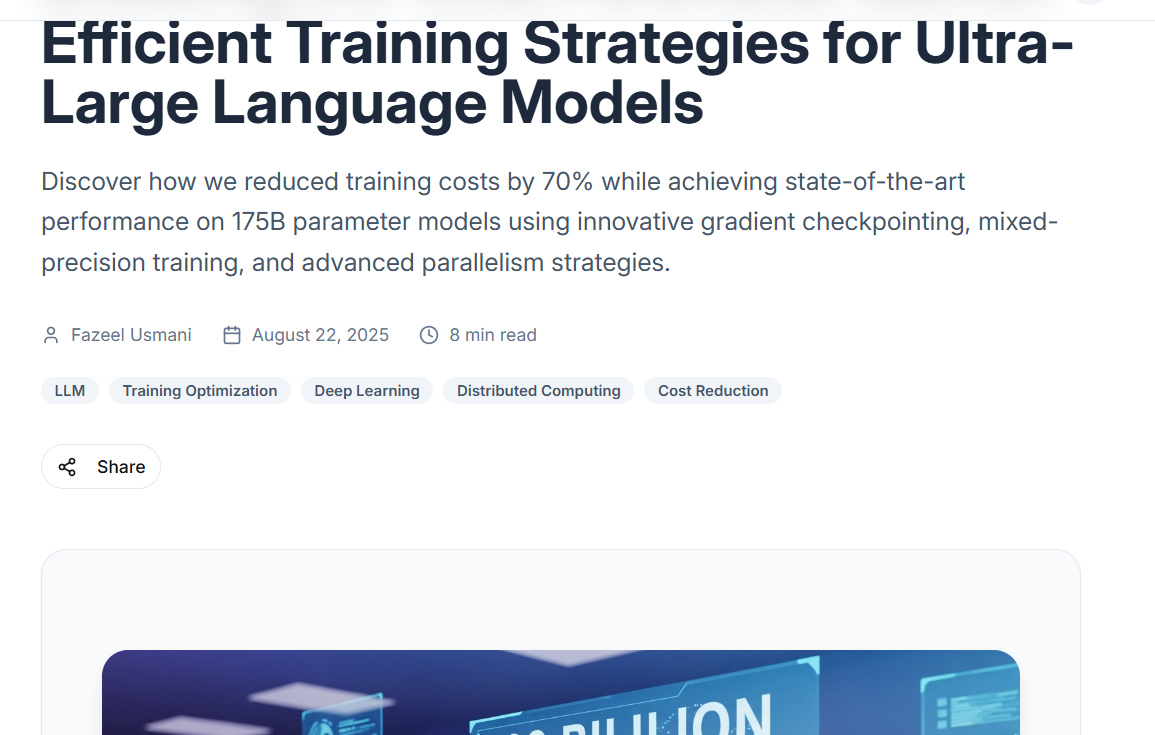 Efficient Training Strategies for Ultra-
Large Language Models
Discover how we reduced training costs by 70% while achieving state-of-the-art
performance on 175B parameter models using innovative gradient checkpointing, mixed-
precision training, and advanced parallelism strategies.
Fazeel Usmani
August 22, 2025
8 min read
LLM
Training Optimization
Deep Learning
Distributed Computing
Cost Reduction
Share